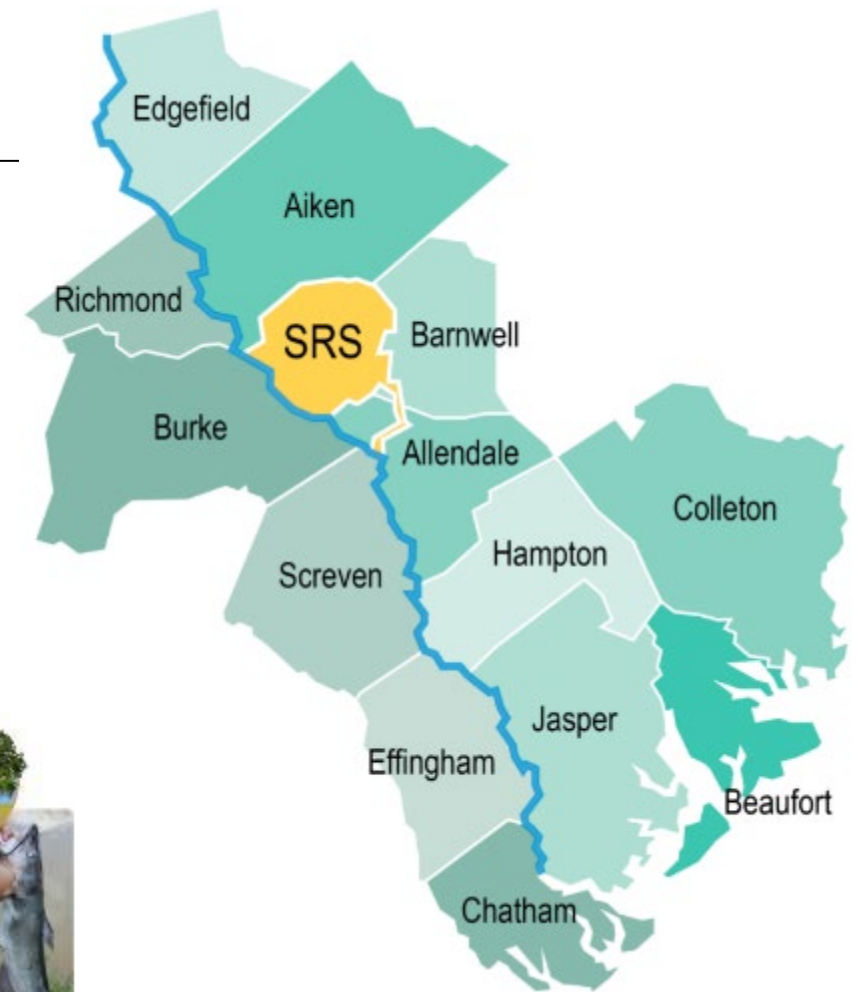 Edgefield
Aiken
Richmond
SRS
Barnwell
Burke
Allendale
Colleton
Hampton
Screven
Jasper
Effingham
Beaufort
Chatham